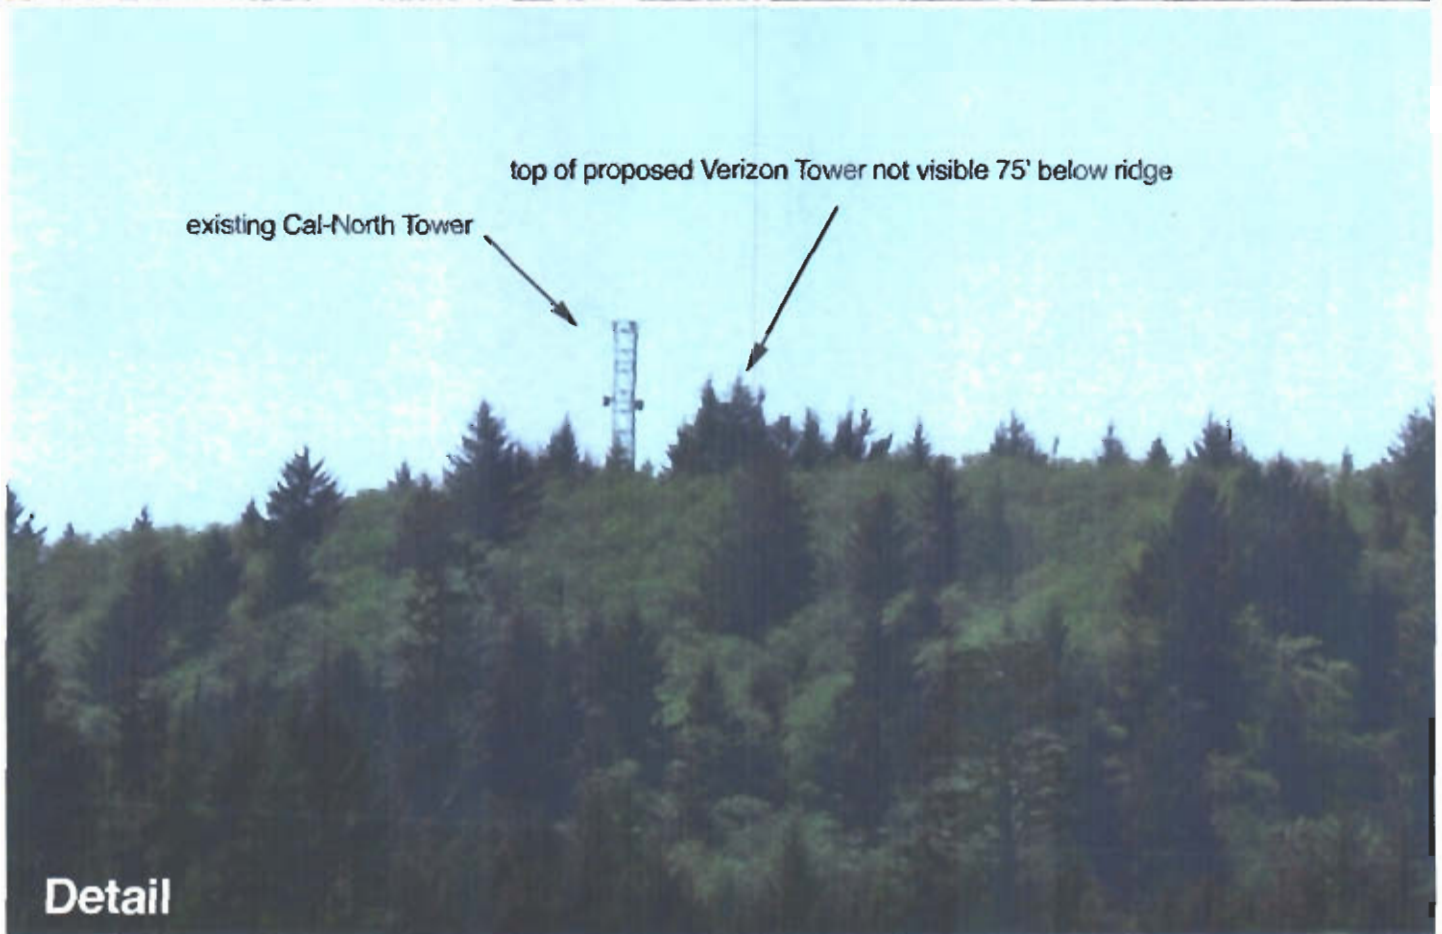 top of proposed Verizon Tower not visible 75' below ridge
existing Cal-North Tower
Detail